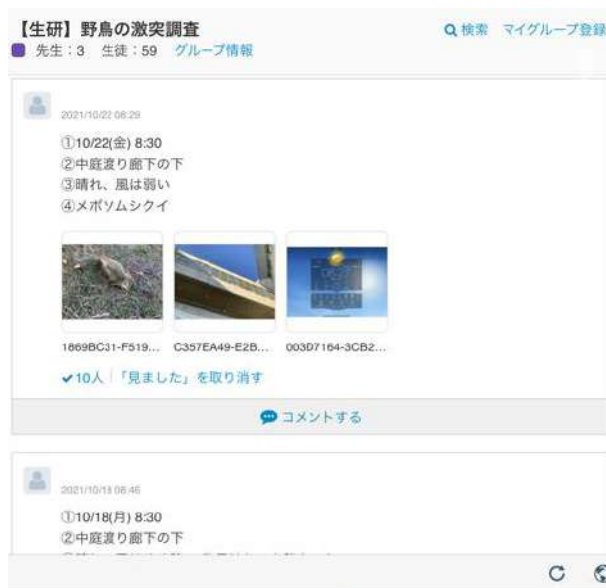 【生研】野鳥の激突調査
検索 マイグループ登録
先生：3 生徒：59 グループ情報
2021/10/22 08:29
①10/22(金) 8:30
②中庭渡り廊下の下
③晴れ、風は弱い
④メボソムシクイ
1869BC31-F519...
C357EA49-E2B...
003D7164-3CB2...
10人 「見ました」を取り消す
コメントする
2021/10/18 08:46
①10/18(月) 8:30
②中庭渡り廊下の下